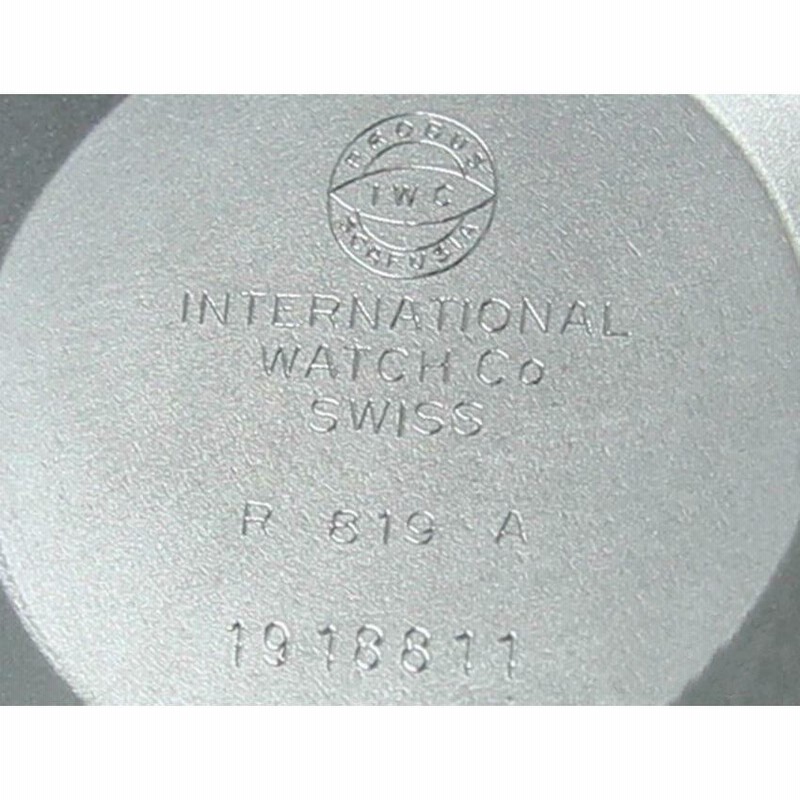 PROBUS
IWC
SCAFUSIA
INTERNATIONAL
WATCH Co
SWISS
R 819 A
1918811